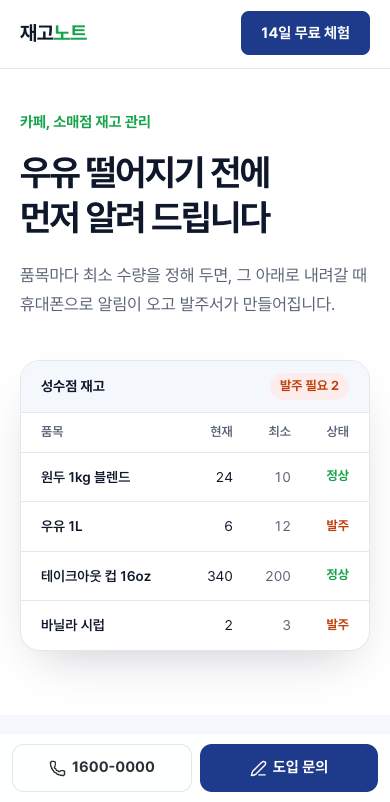 재고노트
14일 무료 체험
카페, 소매점 재고 관리
우유 떨어지기 전에
먼저 알려 드립니다
품목마다 최소 수량을 정해 두면, 그 아래로 내려갈 때
휴대폰으로 알림이 오고 발주서가 만들어집니다.
성수점 재고 발주 필요 2
품목 현재 최소 상태
원두 1kg 블렌드 24 10 정상
우유 1L 6 12 발주
테이크아웃 컵 16oz 340 200 정상
바닐라 시럽 2 3 발주
1600-0000 도입 문의